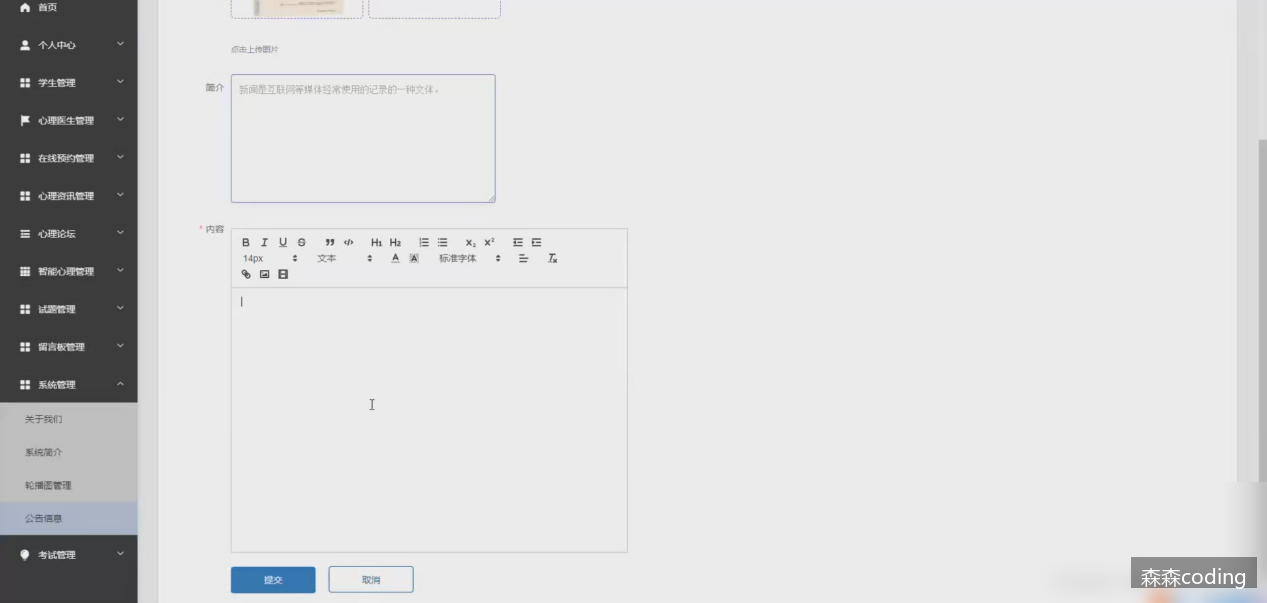 首页
个人中心
学生管理
心理医生管理
在线预约管理
心理资讯管理
心理论坛
智能心理管理
试题管理
留言板管理
系统管理
关于我们
系统简介
轮播图管理
公告信息
考试管理
点击上传图片
简介
新闻是互联网等媒体经常使用的记录的一种文体。
* 内容
B I U S ” </> H1 H2 X₂ X²
14px 文本 A A 标准字体 Tx
提交
取消
森森coding